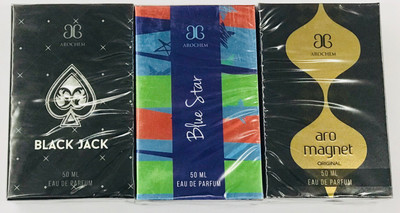 AROCHEM
BLACK JACK
50 ML
EAU DE PARFUM
AROCHEM
Blue Star
50 ML
EAU DE PARFUM
AROCHEM
aro
magnet
ORIGINAL
50 ML
EAU DE PARFUM